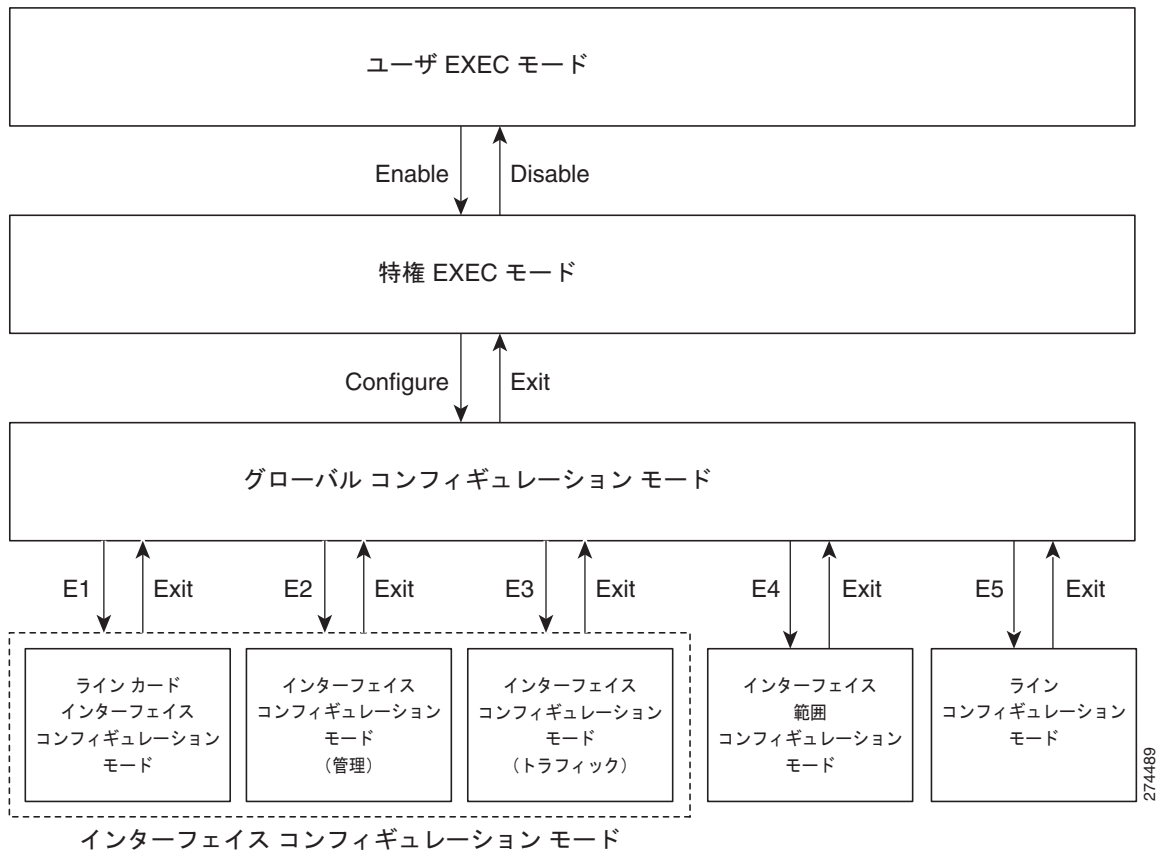 ユーザ EXEC モード
Enable Disable
特権 EXEC モード
Configure Exit
グローバル コンフィギュレーション モード
E1 Exit E2 Exit E3 Exit E4 Exit E5 Exit
ライン カード
インターフェイス
コンフィギュレーション
モード
インターフェイス
コンフィギュレーション
モード
（管理）
インターフェイス
コンフィギュレーション
モード
（トラフィック）
インターフェイス
範囲
コンフィギュレーション
モード
ライン
コンフィギュレーション
モード
274489
インターフェイス コンフィギュレーション モード